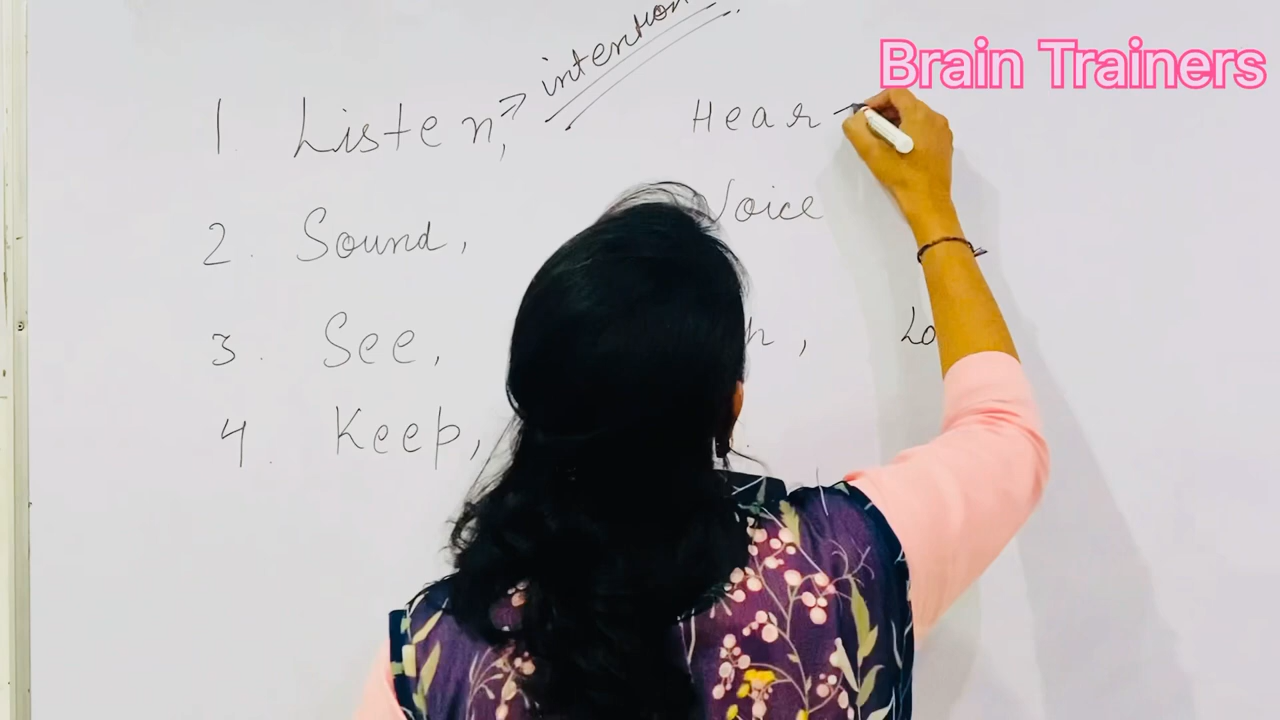 Brain Trainers
intention
1. Listen, Hear
2. Sound, Voice
3. See,
4. Keep,